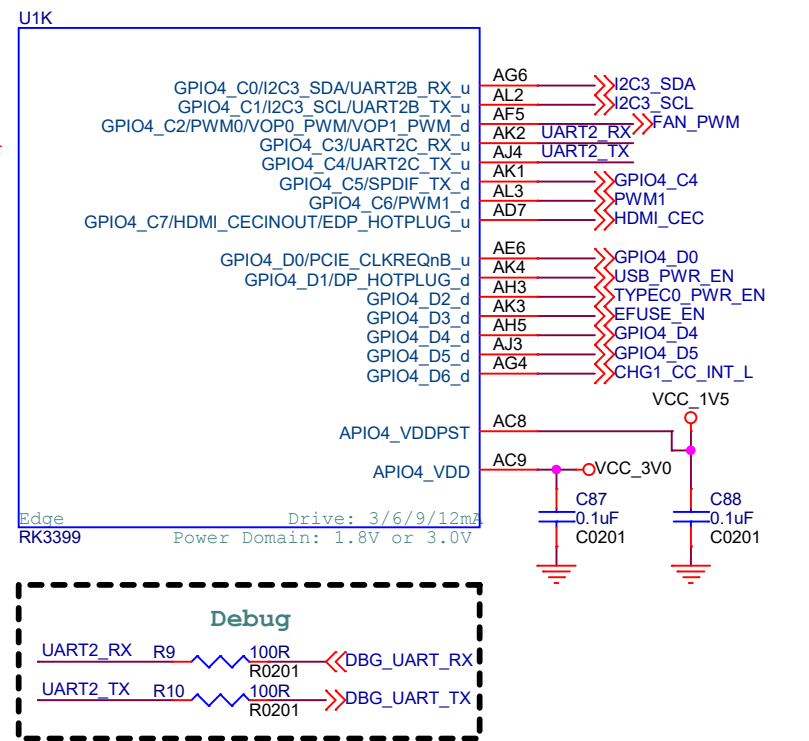 U1K
GPIO4_C0/I2C3_SDA/UART2B_RX_u AG6 I2C3_SDA
GPIO4_C1/I2C3_SCL/UART2B_TX_u AL2 I2C3_SCL
GPIO4_C2/PWM0/VOP0_PWM/VOP1_PWM_d AF5 FAN_PWM
GPIO4_C3/UART2C_RX_u AK2 UART2_RX
GPIO4_C4/UART2C_TX_u AJ4 UART2_TX
GPIO4_C5/SPDIF_TX_d AK1 GPIO4_C4
GPIO4_C6/PWM1_d AL3 PWM1
GPIO4_C7/HDMI_CECINOUT/EDP_HOTPLUG_u AD7 HDMI_CEC
GPIO4_D0/PCIE_CLKREQnB_u AE6 GPIO4_D0
GPIO4_D1/DP_HOTPLUG_d AK4 USB_PWR_EN
GPIO4_D2_d AH3 TYPEC0_PWR_EN
GPIO4_D3_d AK3 EFUSE_EN
GPIO4_D4_d AH5 GPIO4_D4
GPIO4_D5_d AJ3 GPIO4_D5
GPIO4_D6_d AG4 CHG1_CC_INT_L
VCC_1V5
APIO4_VDDPST AC8
APIO4_VDD AC9 VCC_3V0
C87 C88
0.1uF 0.1uF
C0201 C0201
Edge Drive: 3/6/9/12mA
RK3399 Power Domain: 1.8V or 3.0V
Debug
UART2_RX R9 100R DBG_UART_RX
R0201
UART2_TX R10 100R DBG_UART_TX
R0201